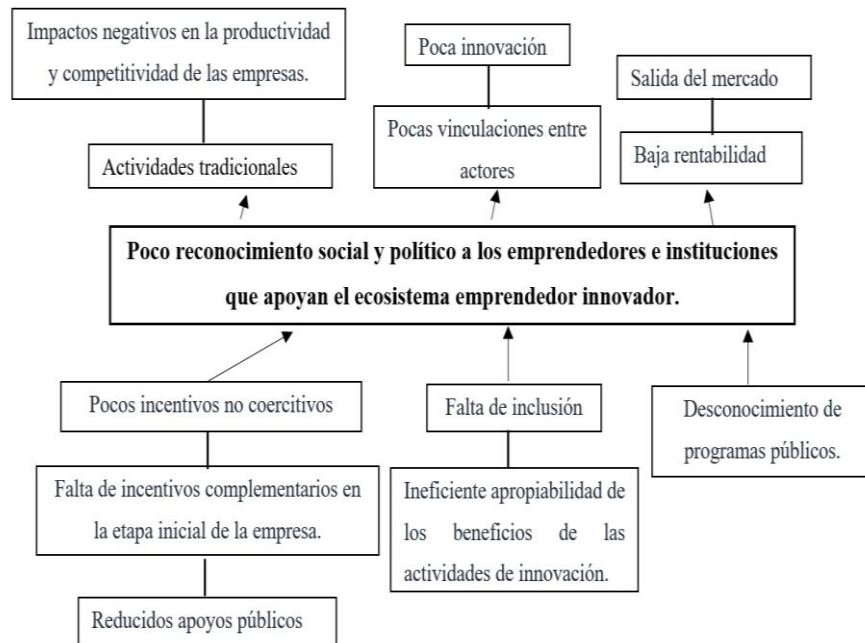 Impactos negativos en la productividad
y competitividad de las empresas.
Poca innovación
Salida del mercado
Actividades tradicionales
Pocas vinculaciones entre
actores
Baja rentabilidad
Poco reconocimiento social y político a los emprendedores e instituciones
que apoyan el ecosistema emprendedor innovador.
Pocos incentivos no coercitivos
Falta de inclusión
Desconocimiento de
programas públicos.
Falta de incentivos complementarios en
la etapa inicial de la empresa.
Ineficiente apropiabilidad de
los beneficios de las
actividades de innovación.
Reducidos apoyos públicos